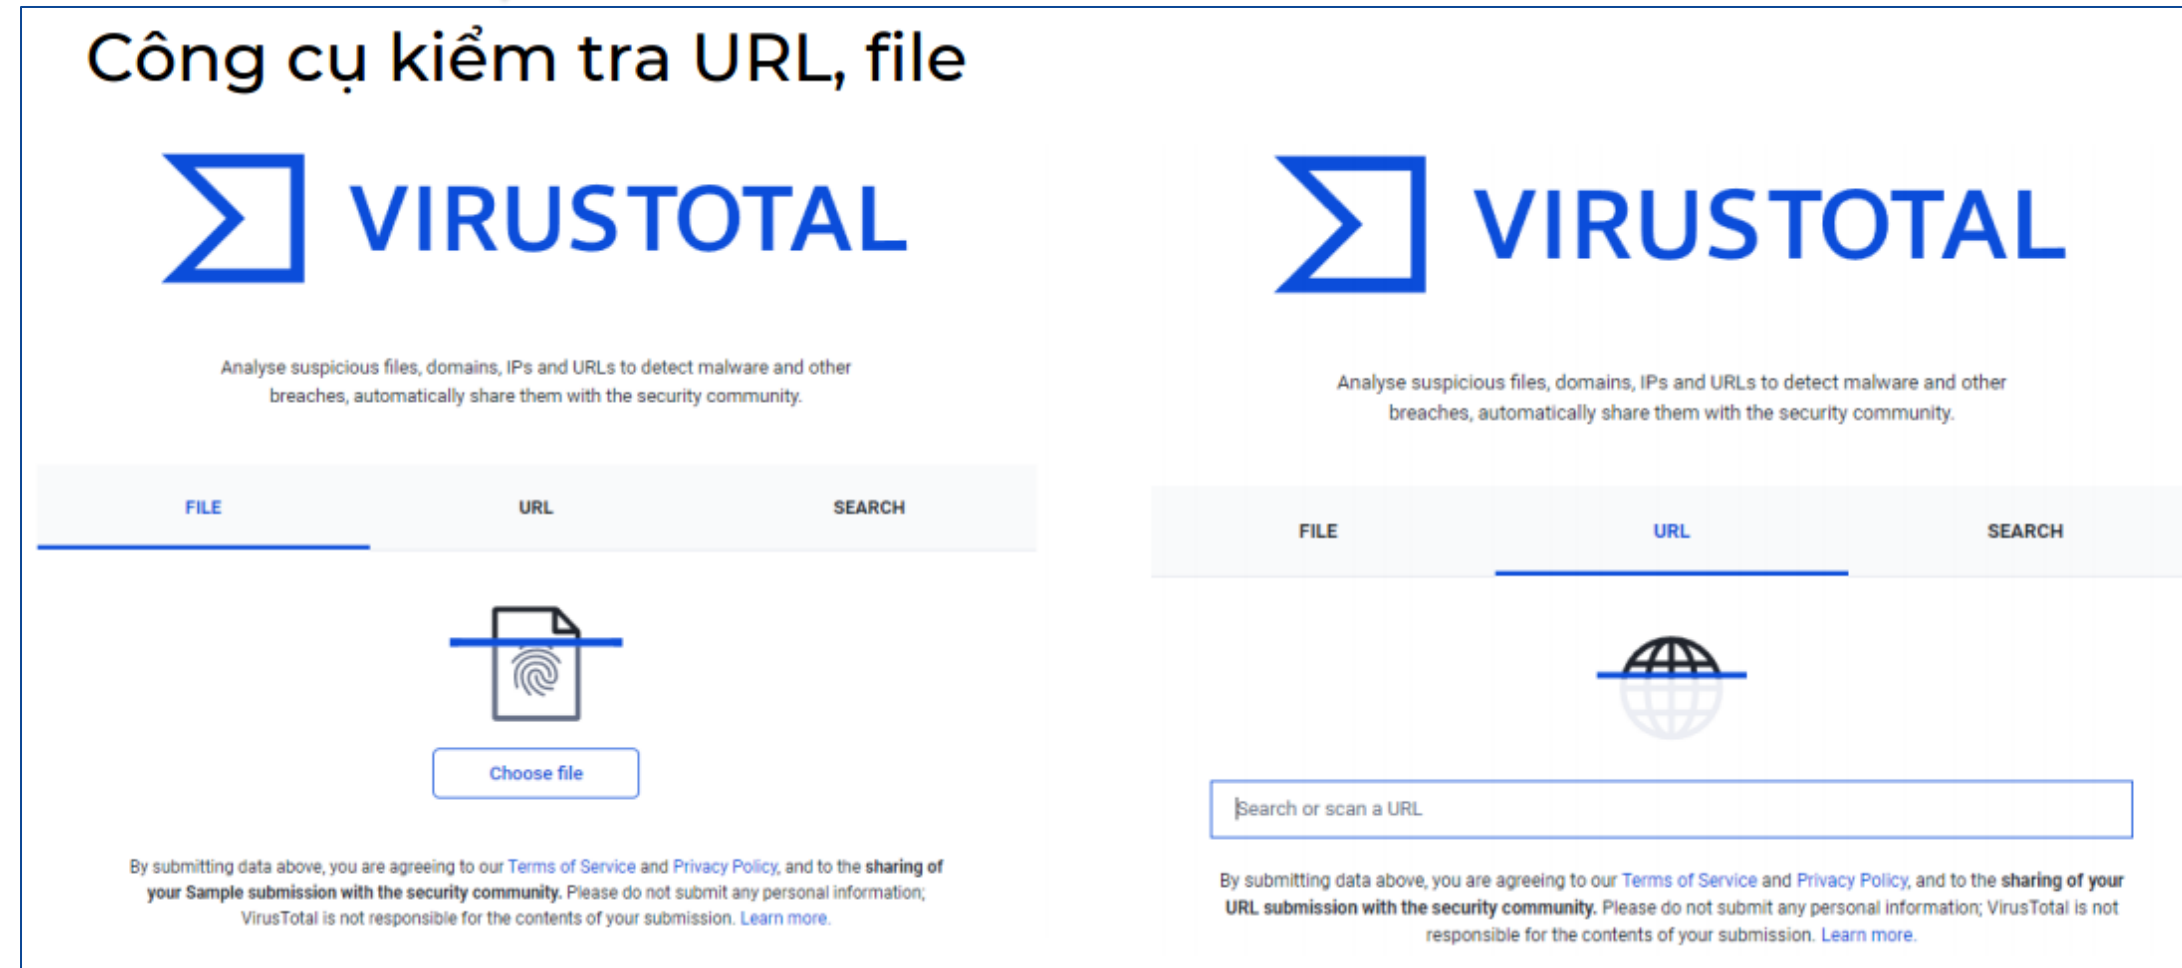 Công cụ kiểm tra URL, file
VIRUSTOTAL
Analyse suspicious files, domains, IPs and URLs to detect malware and other
breaches, automatically share them with the security community.
FILE URL SEARCH
Choose file
By submitting data above, you are agreeing to our Terms of Service and Privacy Policy, and to the sharing of
your Sample submission with the security community. Please do not submit any personal information;
VirusTotal is not responsible for the contents of your submission. Learn more.
VIRUSTOTAL
Analyse suspicious files, domains, IPs and URLs to detect malware and other
breaches, automatically share them with the security community.
FILE URL SEARCH
Search or scan a URL
By submitting data above, you are agreeing to our Terms of Service and Privacy Policy, and to the sharing of your
URL submission with the security community. Please do not submit any personal information; VirusTotal is not
responsible for the contents of your submission. Learn more.